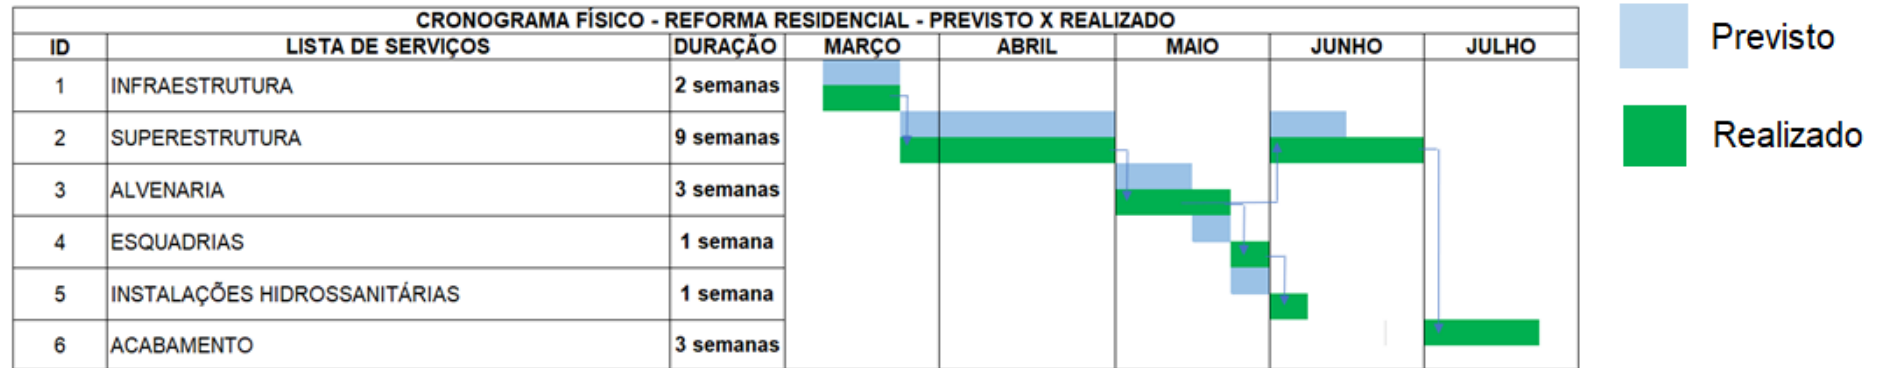 CRONOGRAMA FÍSICO - REFORMA RESIDENCIAL - PREVISTO X REALIZADO
ID LISTA DE SERVIÇOS DURAÇÃO MARÇO ABRIL MAIO JUNHO JULHO
1 INFRAESTRUTURA 2 semanas
2 SUPERESTRUTURA 9 semanas
3 ALVENARIA 3 semanas
4 ESQUADRIAS 1 semana
5 INSTALAÇÕES HIDROSSANITÁRIAS 1 semana
6 ACABAMENTO 3 semanas
Previsto
Realizado